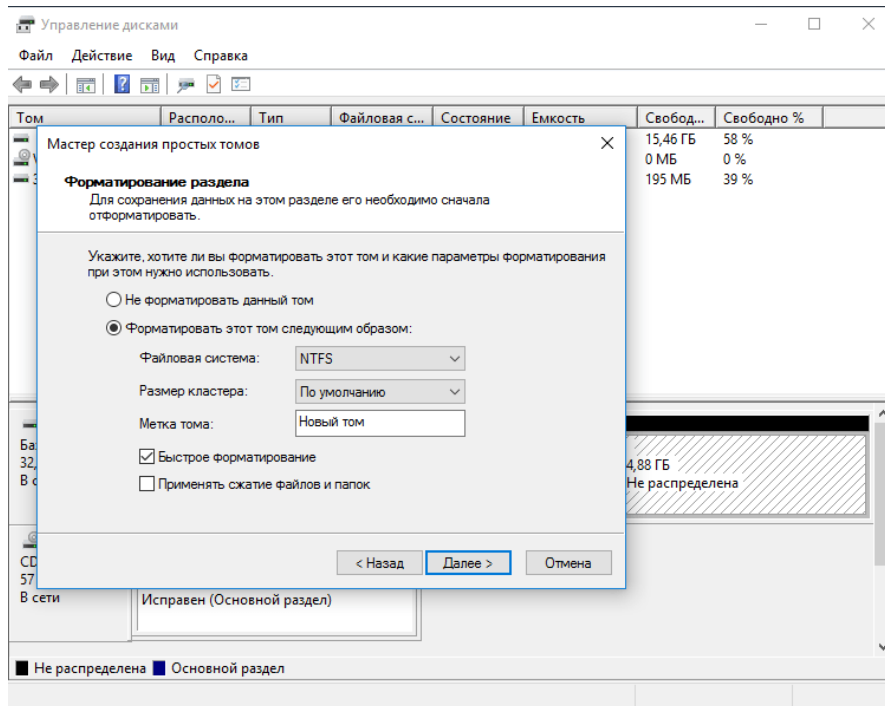 Управление дисками
Файл Действие Вид Справка
Том Располо... Тип Файловая с... Состояние Емкость Свобод... Свободно %
15,46 ГБ 58 %
0 МБ 0 %
195 МБ 39 %
Мастер создания простых томов
Форматирование раздела
Для сохранения данных на этом разделе его необходимо сначала
отформатировать.
Укажите, хотите ли вы форматировать этот том и какие параметры форматирования
при этом нужно использовать.
Не форматировать данный том
Форматировать этот том следующим образом:
Файловая система: NTFS
Размер кластера: По умолчанию
Метка тома: Новый том
Быстрое форматирование
Применять сжатие файлов и папок
< Назад Далее > Отмена
Ба
32,
В с
4,88 ГБ
Не распределена
CD
57
В сети
Исправен (Основной раздел)
Не распределена Основной раздел